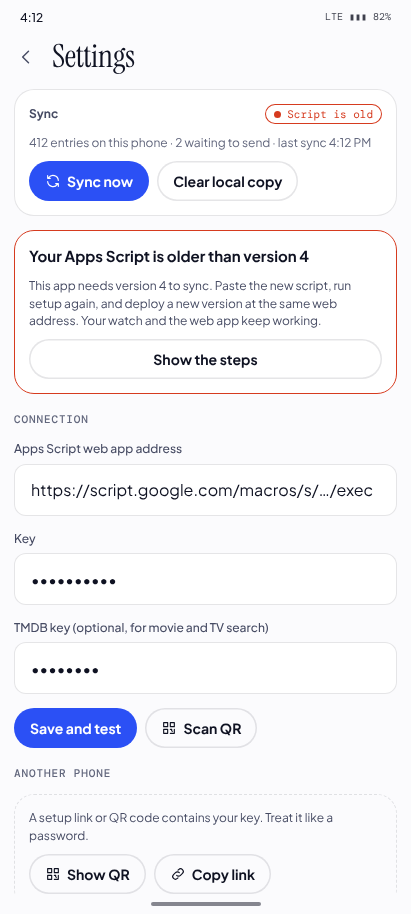 4:12
LTE 82%
Settings
Sync
Script is old
412 entries on this phone · 2 waiting to send · last sync 4:12 PM
Sync now
Clear local copy
Your Apps Script is older than version 4
This app needs version 4 to sync. Paste the new script, run
setup again, and deploy a new version at the same web
address. Your watch and the web app keep working.
Show the steps
CONNECTION
Apps Script web app address
https://script.google.com/macros/s/…/exec
Key
••••••••••
TMDB key (optional, for movie and TV search)
••••••••
Save and test
Scan QR
ANOTHER PHONE
A setup link or QR code contains your key. Treat it like a
password.
Show QR
Copy link